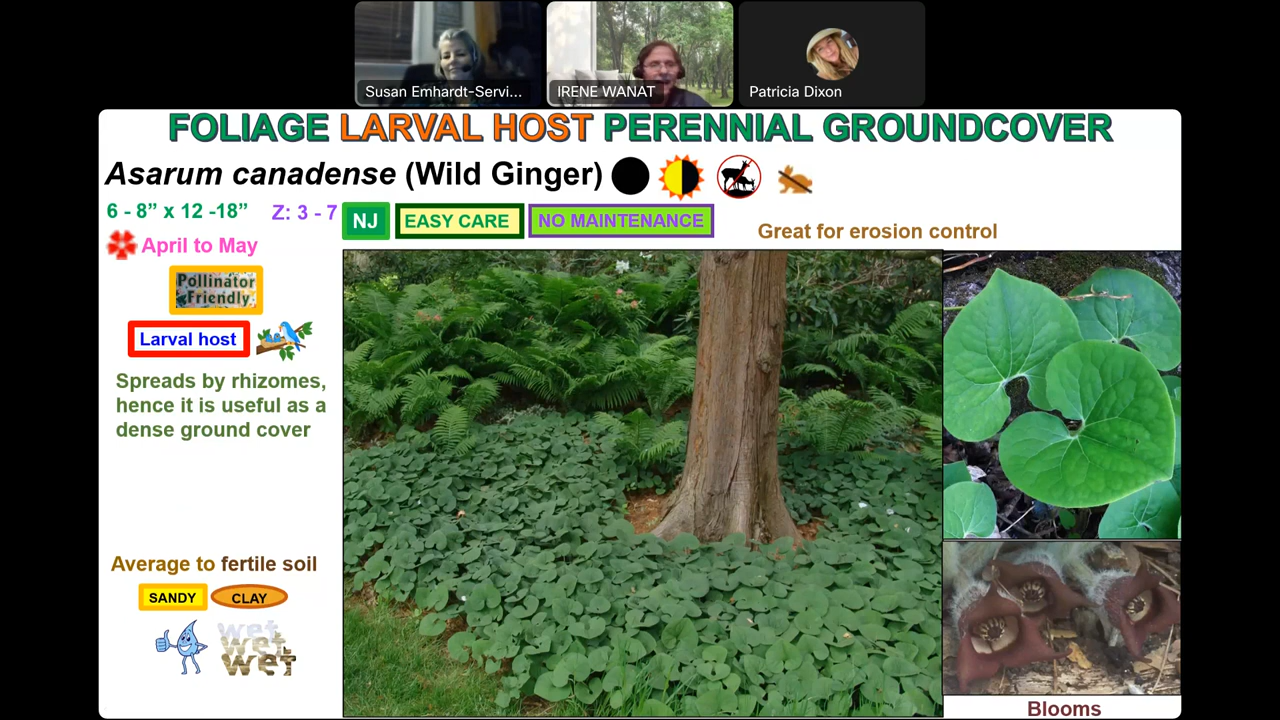 Susan Emhardt-Servi...
IRENE WANAT
Patricia Dixon
FOLIAGE LARVAL HOST PERENNIAL GROUNDCOVER
Asarum canadense (Wild Ginger)
6 - 8” x 12 -18” Z: 3 - 7
NJ
EASY CARE
NO MAINTENANCE
Great for erosion control
April to May
Pollinator
Friendly
Larval host
Spreads by rhizomes,
hence it is useful as a
dense ground cover
Average to fertile soil
SANDY
CLAY
wet
wet
wet
Blooms